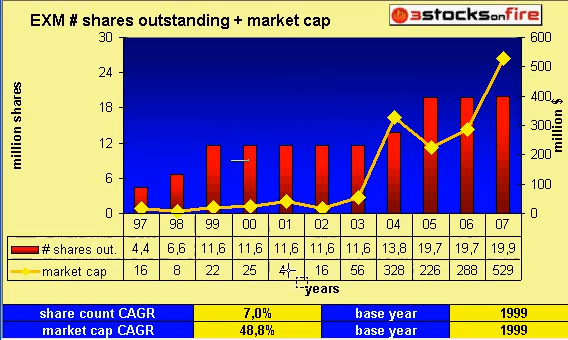 EXM # shares outstanding + market cap
3stocksonfire
million shares
30
24
18
12
6
0
600
500
400
300
200
100
0
million $
97 98 99 00 01 02 03 04 05 06 07
# shares out. 4,4 6,6 11,6 11,6 11,6 11,6 11,6 13,8 19,7 19,7 19,9
market cap 16 8 22 25 16 56 328 226 288 529
years
share count CAGR 7,0% base year 1999
market cap CAGR 48,8% base year 1999